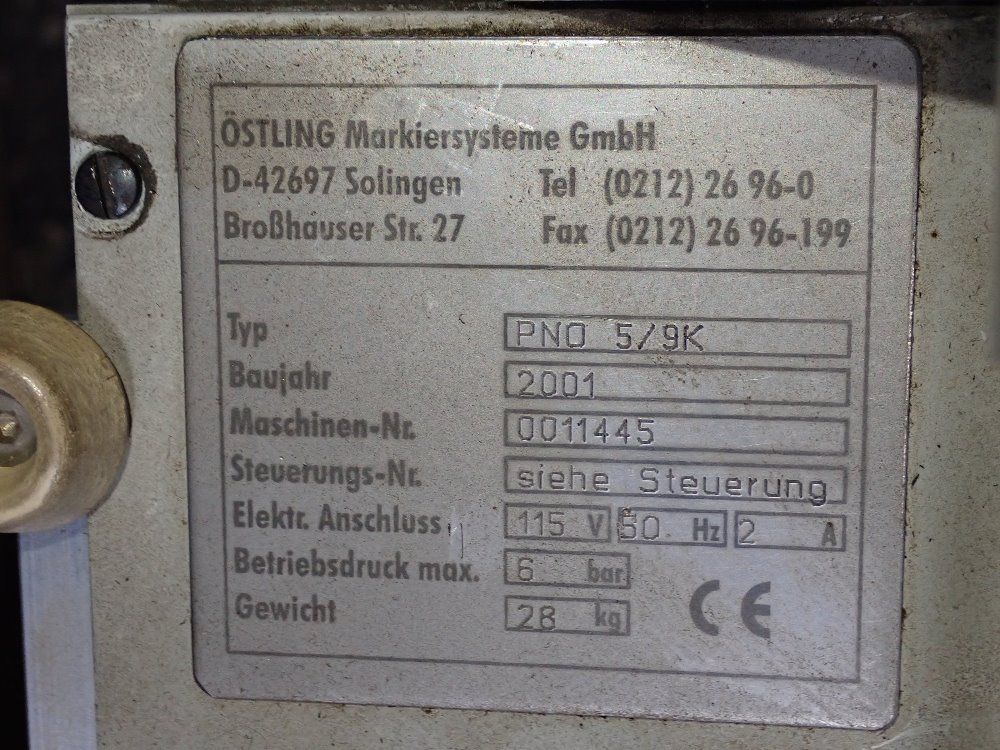 ÖSTLING Markiersysteme GmbH
D-42697 Solingen Tel (0212) 26 96-0
Broßhauser Str. 27 Fax (0212) 26 96-199
Typ PNO 5/9K
Baujahr 2001
Maschinen-Nr. 0011445
Steuerungs-Nr. siehe Steuerung
Elektr. Anschluss 115 V 50 Hz 2 A
Betriebsdruck max. 6 bar
Gewicht 28 kg
CE